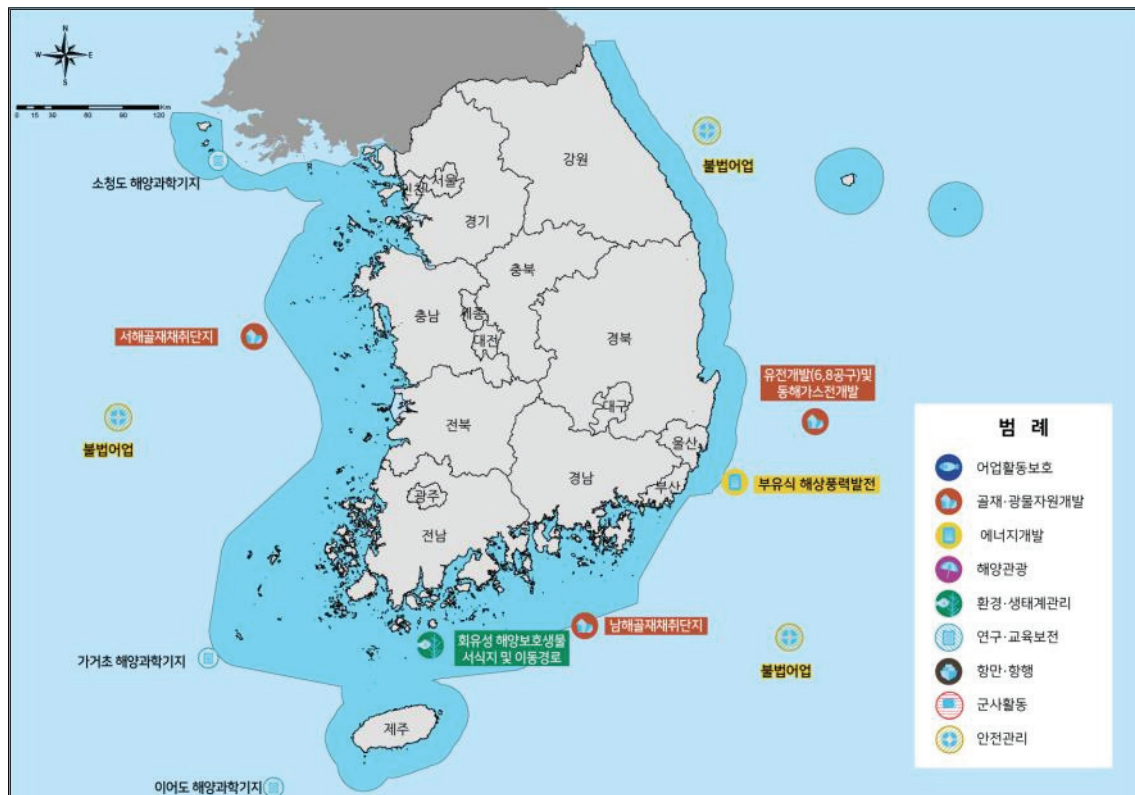 N
W
E
S
Km
0
15
30
60
90
120
소청도 해양과학기지
불법어업
강원
인천
서울
경기
충북
충남
세종
대전
경북
서해골재채취단지
불법어업
유전개발(6,8공구)및
동해가스전개발
대구
전북
울산
경남
부산
부유식 해상풍력발전
광주
전남
남해골재채취단지
회유성 해양보호생물
서식지 및 이동경로
가거초 해양과학기지
불법어업
제주
이어도 해양과학기지
범 례
어업활동보호
골재·광물자원개발
에너지개발
해양관광
환경·생태계관리
연구·교육보전
항만·항행
군사활동
안전관리